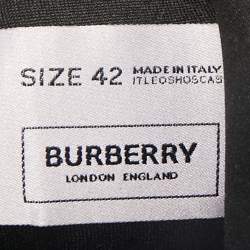 SIZE 42
MADE IN ITALY
ITLEOSHOSCAS
BURBERRY
LONDON ENGLAND